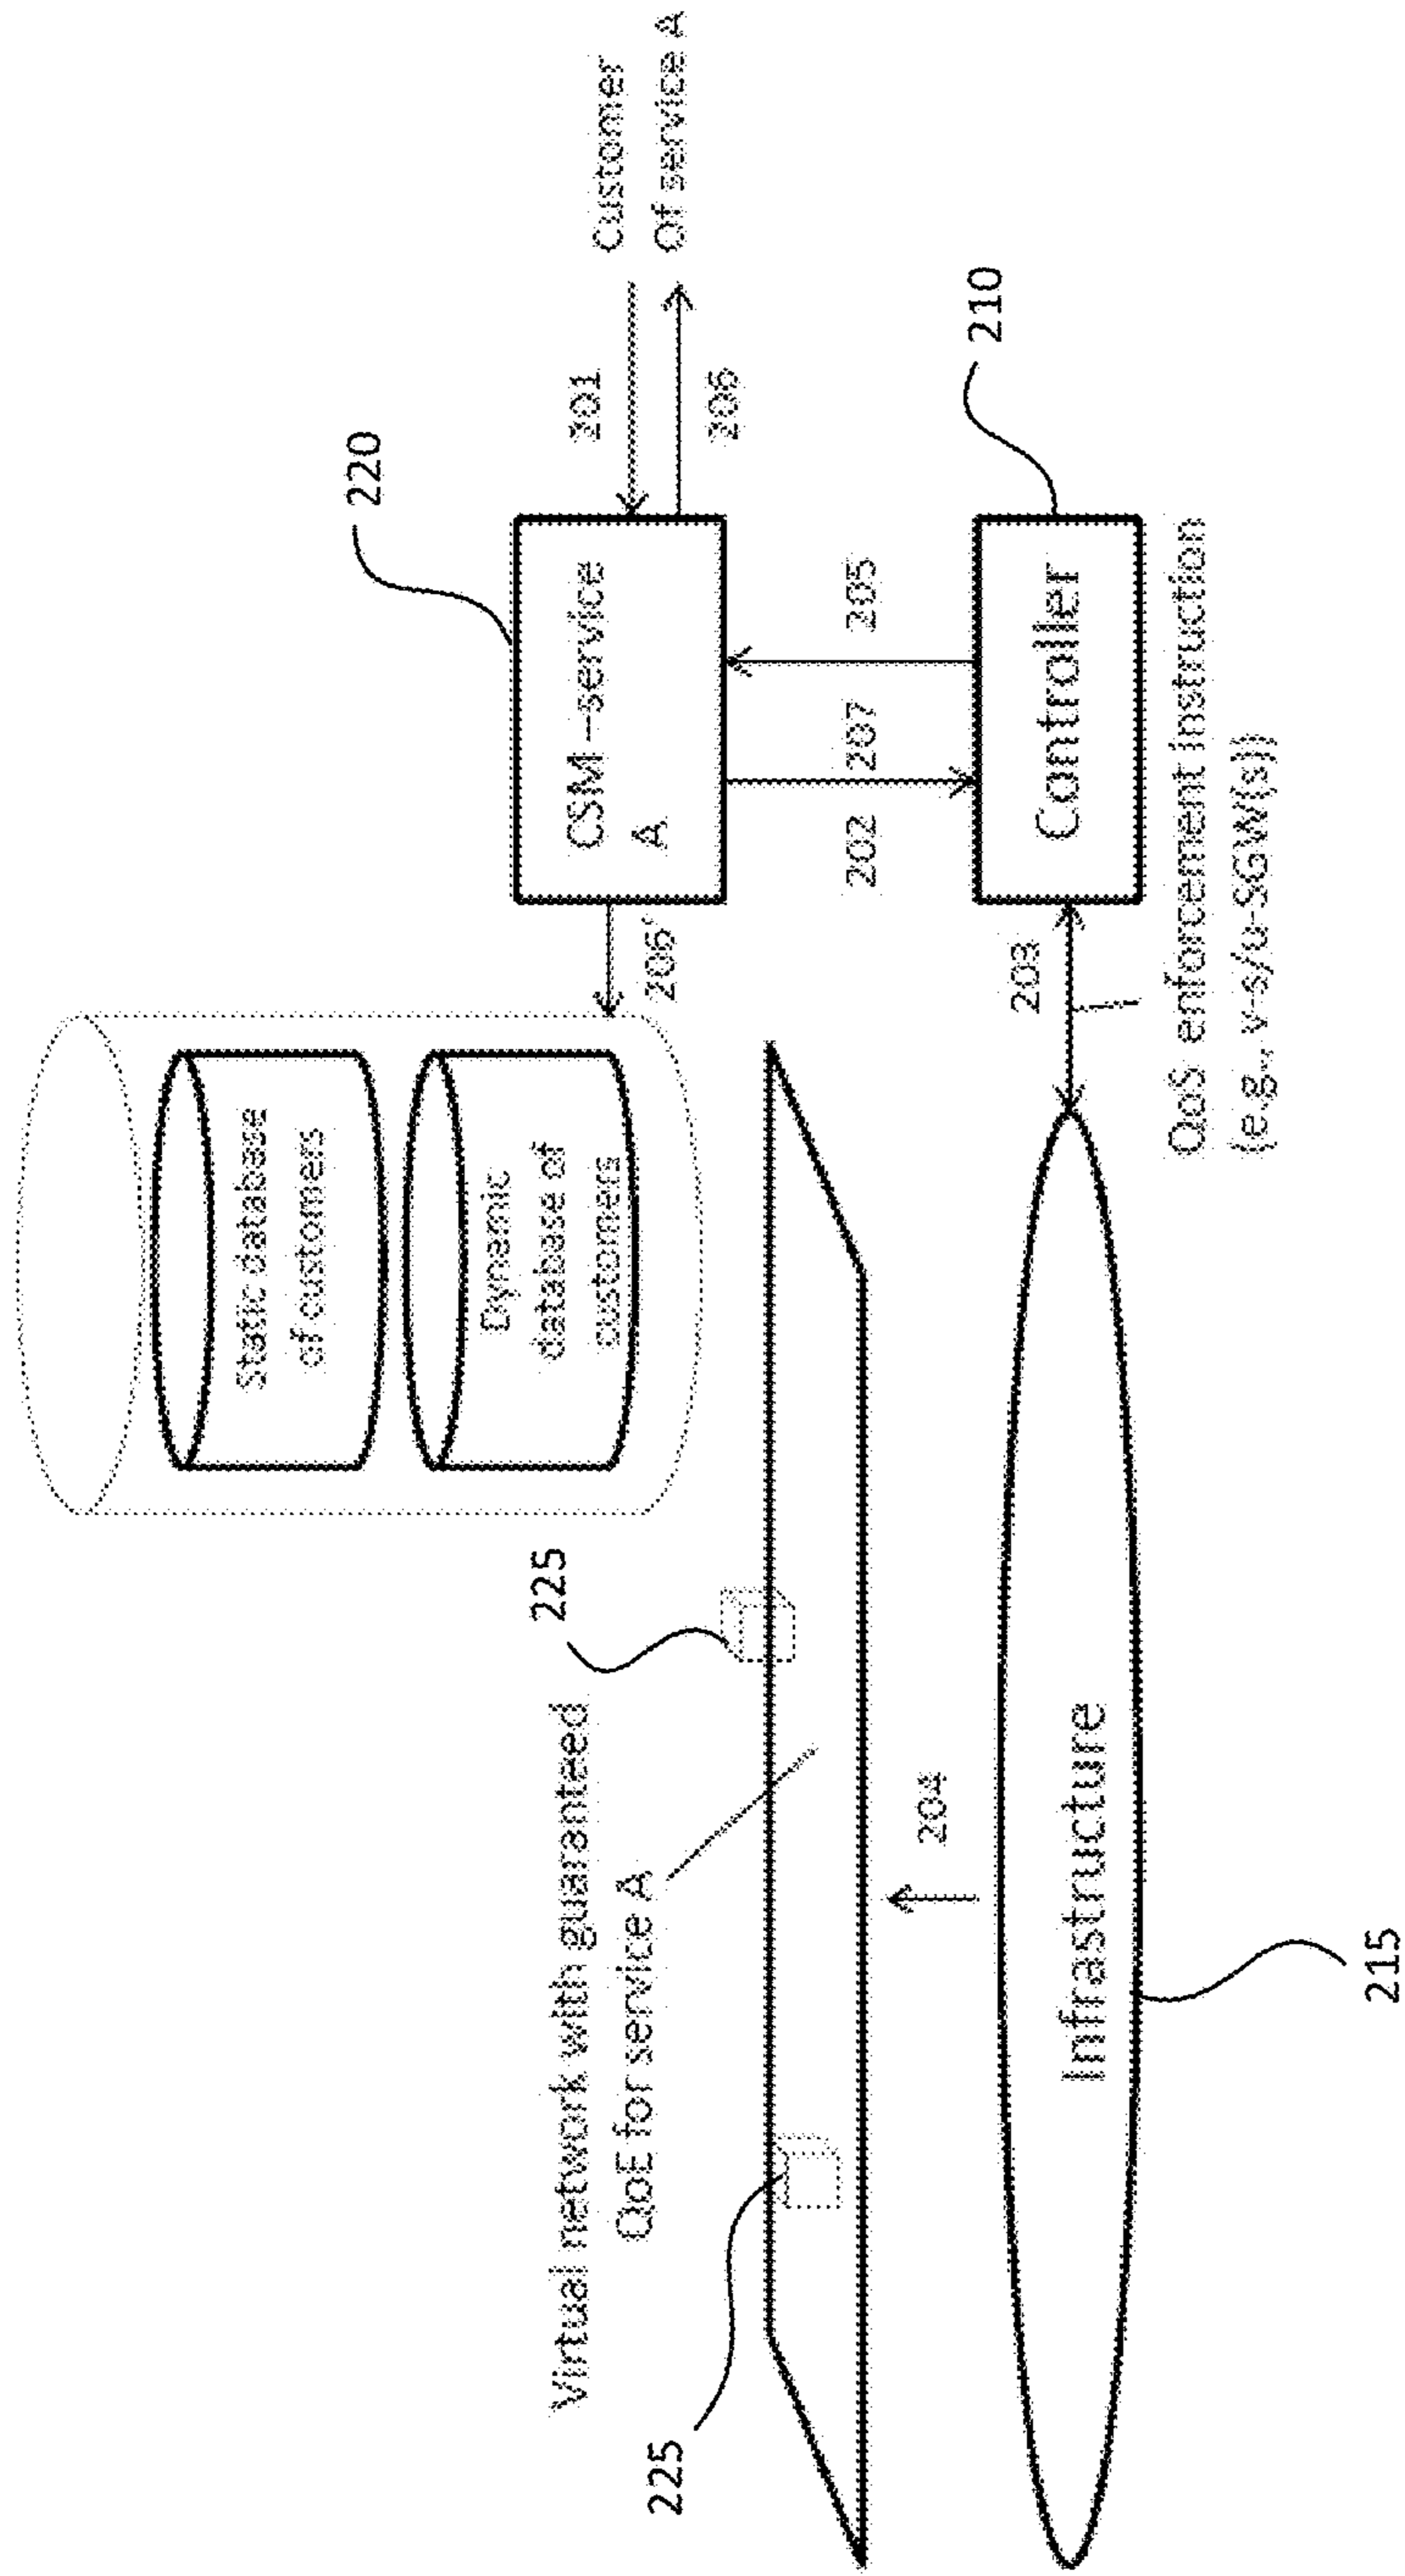 Static database
of customers
Dynamic
database of
customers
220
CSM –service
A
201
206
Customer
Of service A
206'
225
Virtual network with guaranteed
QoE for service A
225
202
207
205
204
203
Controller
210
Infrastructure
215
QoS enforcement instruction
(e.g., v-s/u-SGW(s))